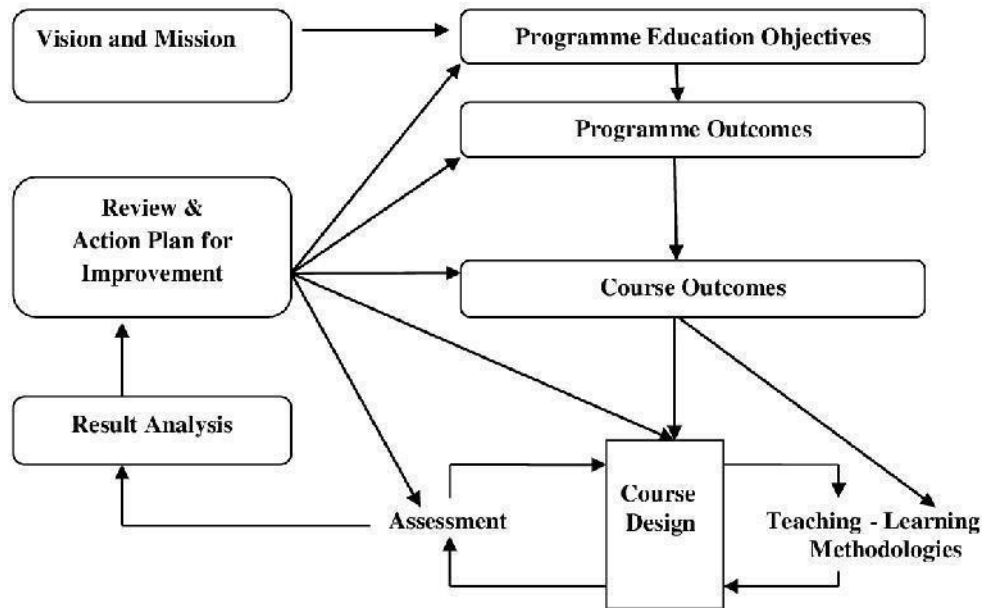 Vision and Mission
Programme Education Objectives
Programme Outcomes
Review &
Action Plan for
Improvement
Course Outcomes
Result Analysis
Assessment
Course
Design
Teaching - Learning
Methodologies